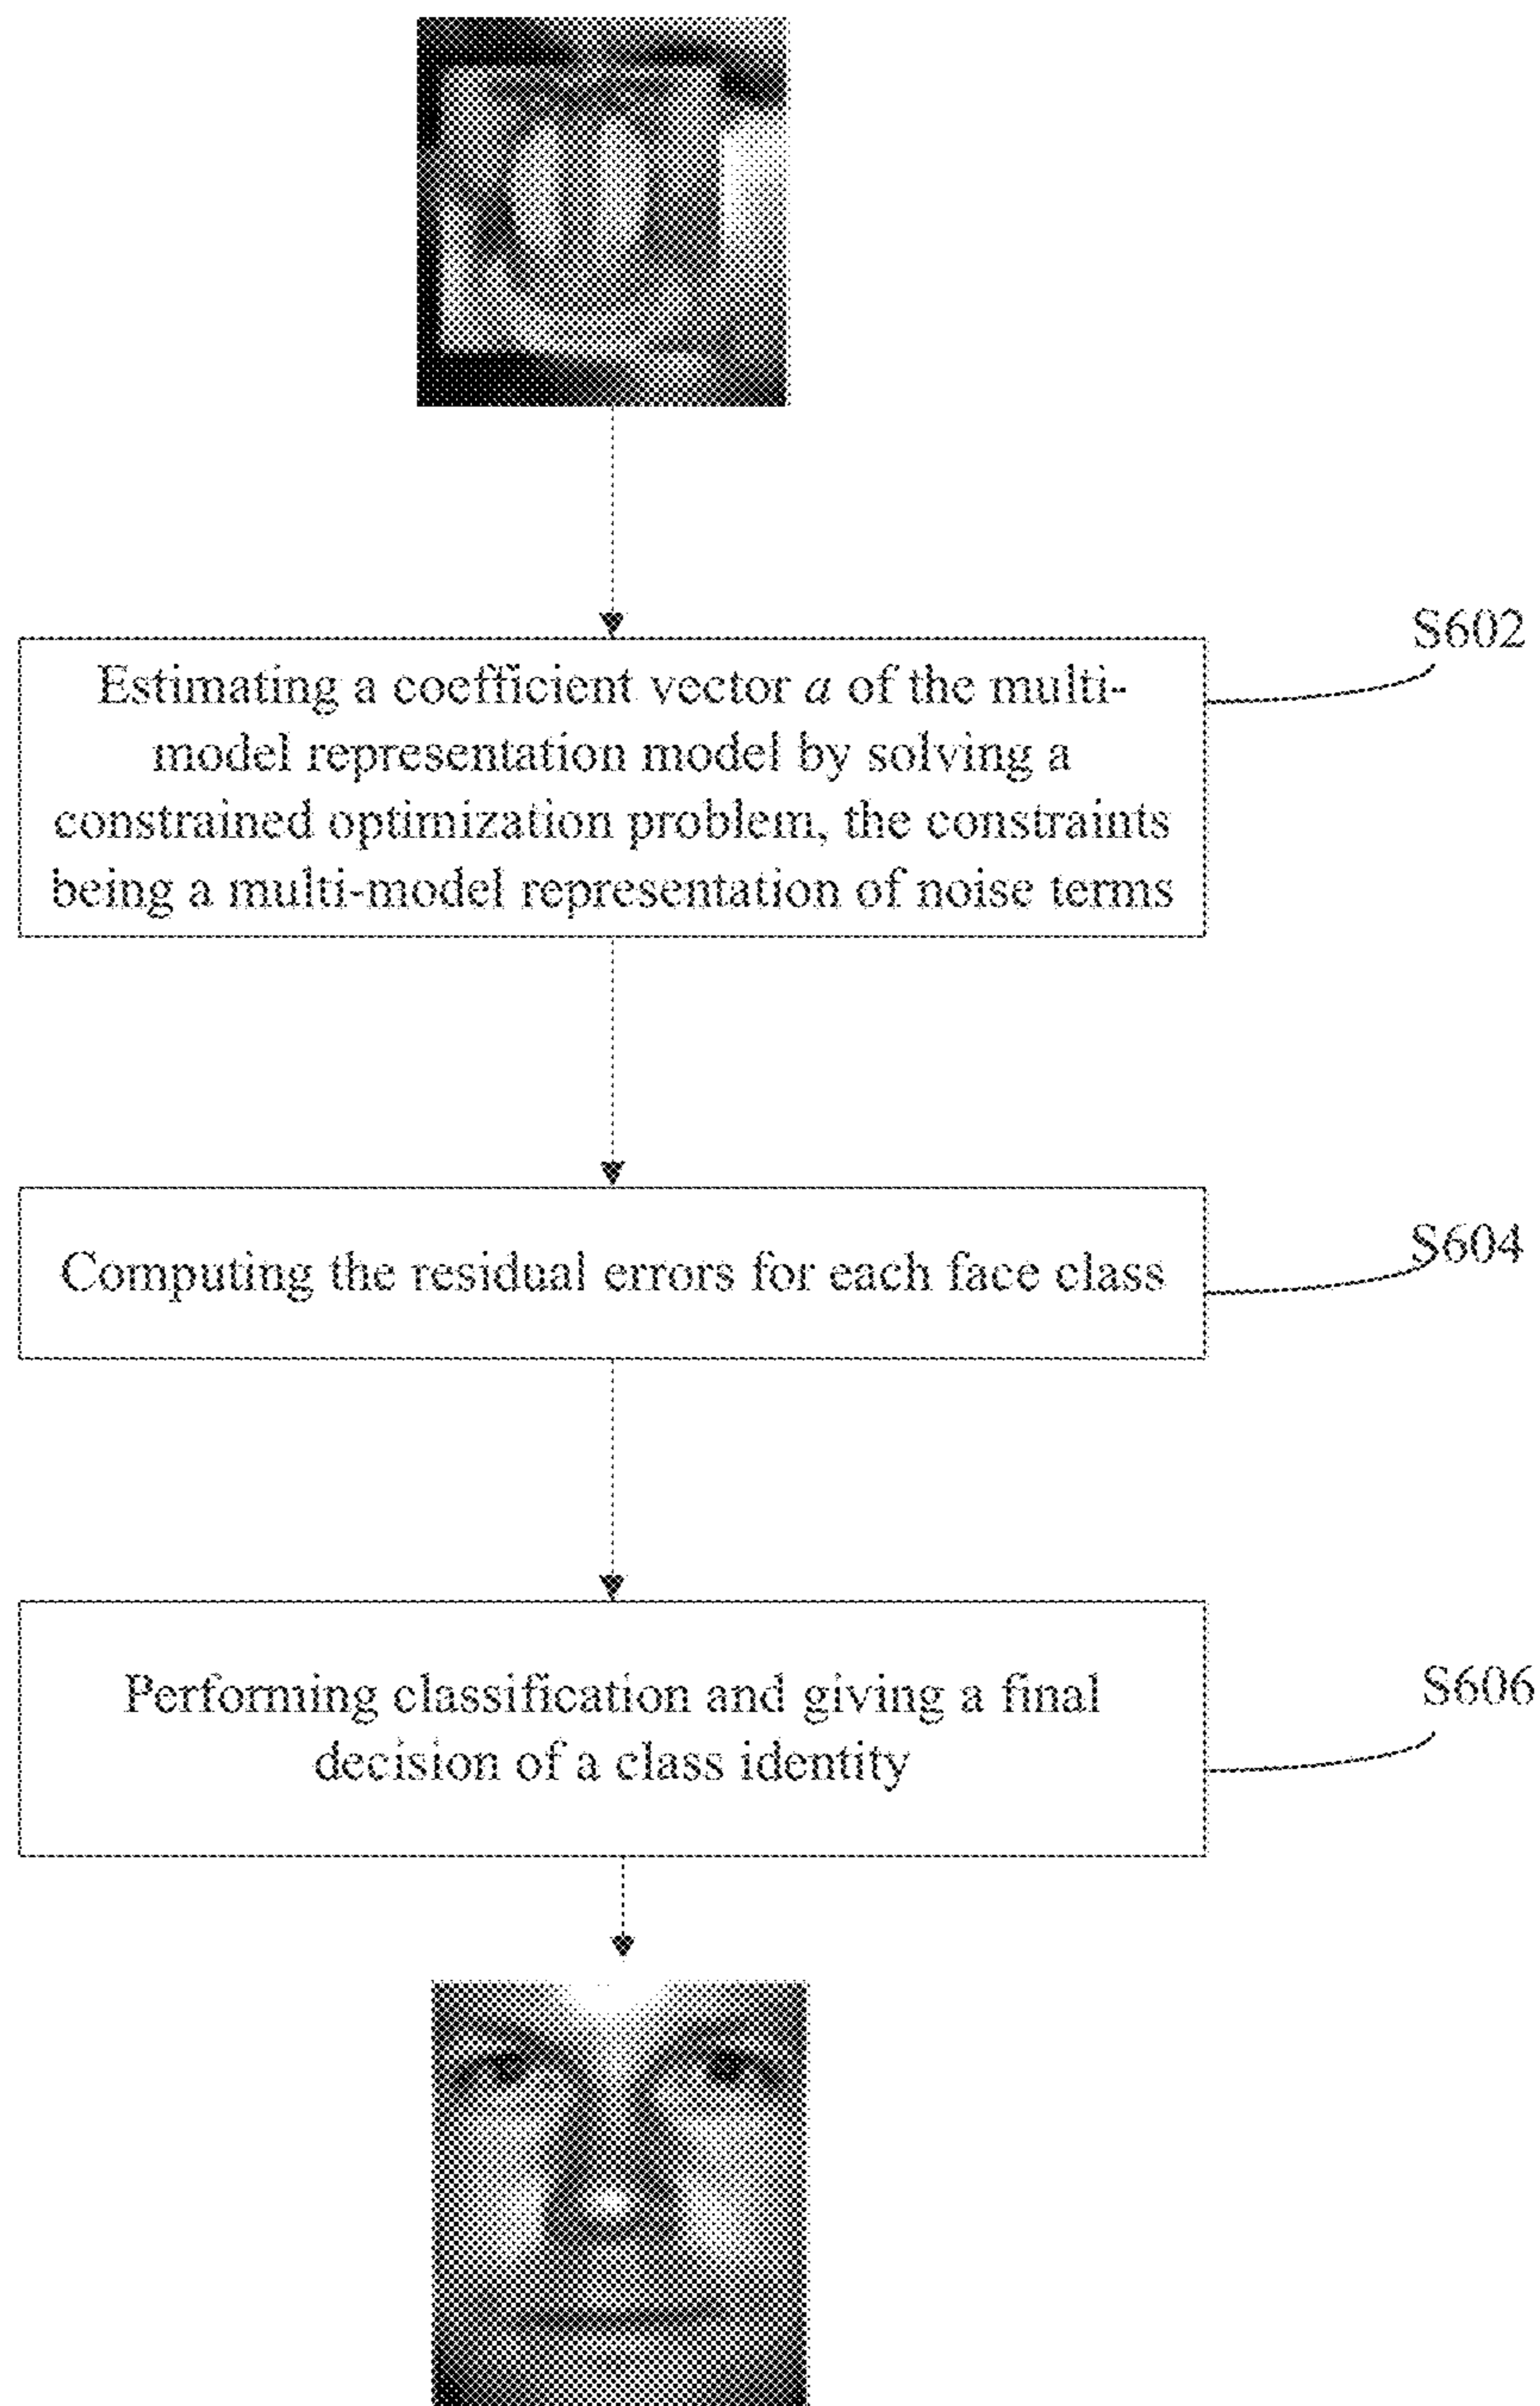 S602
Estimating a coefficient vector a of the multi-
model representation model by solving a
constrained optimization problem, the constraints
being a multi-model representation of noise terms
S604
Computing the residual errors for each face class
S606
Performing classification and giving a final
decision of a class identity